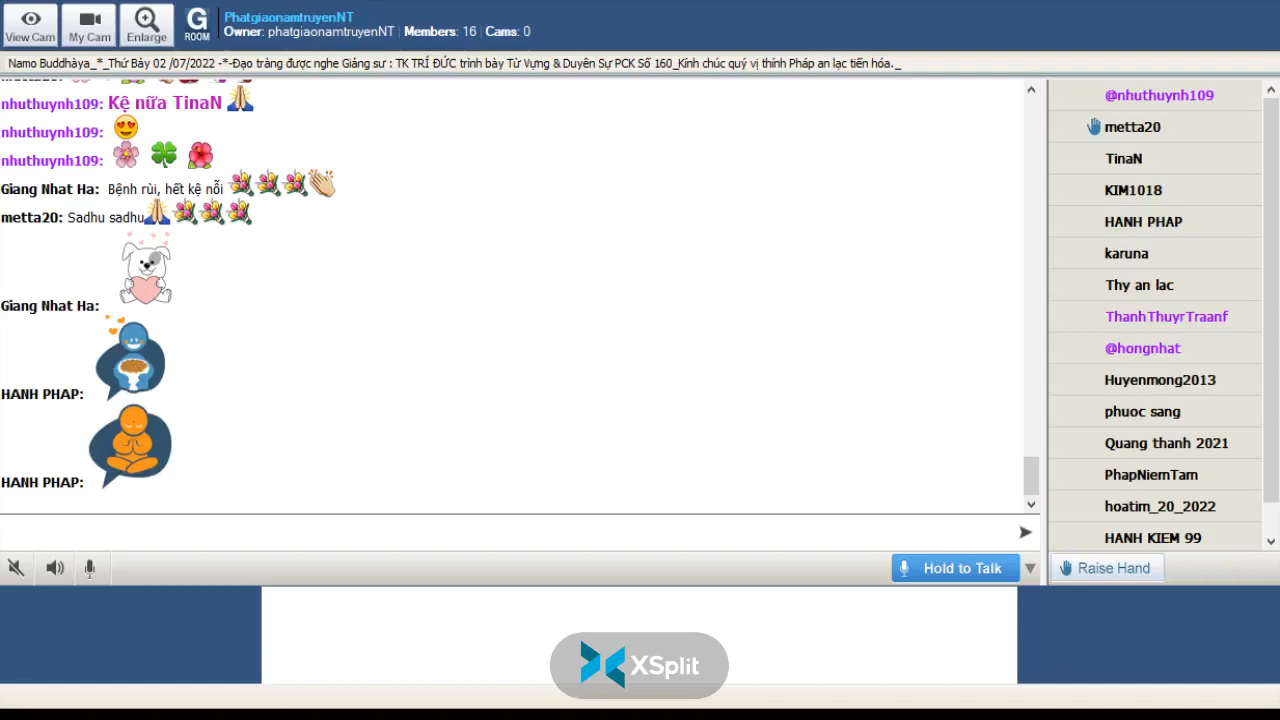 View Cam
My Cam
Enlarge
G
ROOM
PhatgiaonamtruyenNT
Owner: phatgiaonamtruyenNT Members: 16 Cams: 0
Namo Buddhàya_*_Thứ Bảy 02 /07/2022 -*-Đạo tràng được nghe Giảng sư : TK TRÍ ĐỨC trình bày Từ Vựng & Duyên Sự PCK Số 160_Kính chúc quý vị thính Pháp an lạc tiến hóa._
nhuthuynh109: Kệ nữa TinaN
nhuthuynh109:
nhuthuynh109:
Giang Nhat Ha: Bệnh rùi, hết kệ nỗi
metta20: Sadhu sadhu
Giang Nhat Ha:
HANH PHAP:
HANH PHAP:
@nhuthuynh109
metta20
TinaN
KIM1018
HANH PHAP
karuna
Thy an lac
ThanhThuyrTraanf
@hongnhat
Huyenmong2013
phuoc sang
Quang thanh 2021
PhapNiemTam
hoatim_20_2022
HANH KIEM 99
Hold to Talk
Raise Hand
XSplit